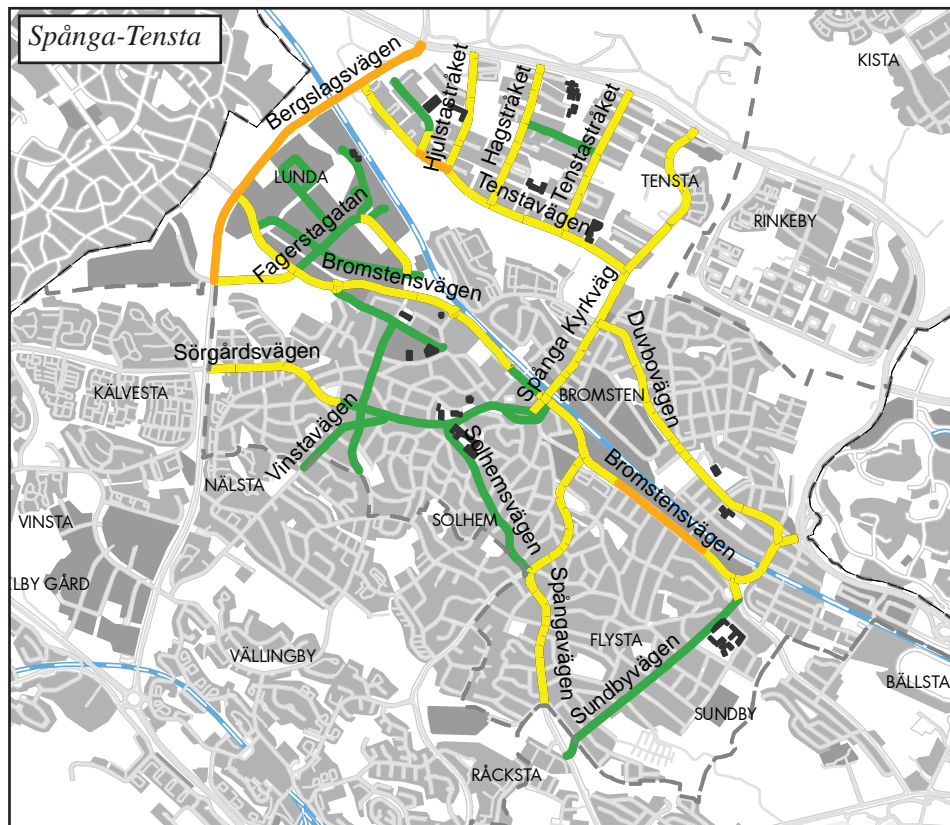 Spånga-Tensta
Bergslagsvägen
Hjulstastråket
Hagstråket
Tenstastråket
KISTA
LUNDA
TENSTA
Tenstavägen
RINKEBY
Fagerstagatan
Bromstensvägen
Spånga Kyrkväg
Duvbovägen
Sörgårdsvägen
KÄLVESTA
BROMSTEN
Vinstavägen
Solhemsvägen
Bromstensvägen
NÄLSTA
VINSTA
SOLHEM
ELBY GÅRD
Spångavägen
FLYSTA
Sundbyvägen
VÄLLINGBY
BÄLLSTA
SUNDBY
RÅCKSTA